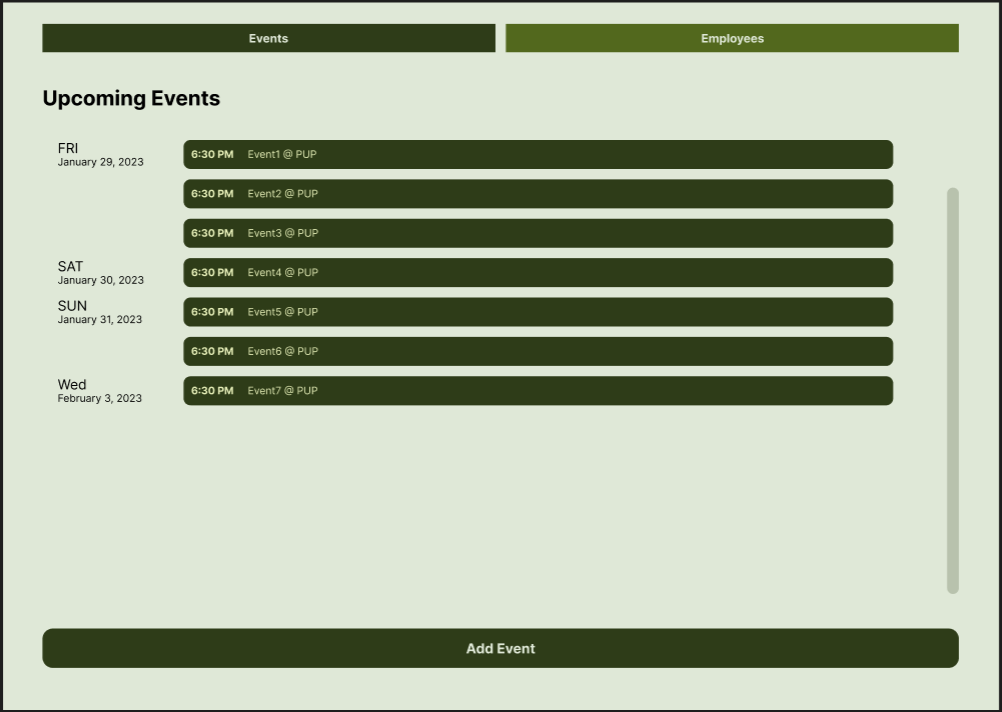 Events
Employees
Upcoming Events
FRI
January 29, 2023
6:30 PM Event1 @ PUP
6:30 PM Event2 @ PUP
6:30 PM Event3 @ PUP
SAT
January 30, 2023
6:30 PM Event4 @ PUP
SUN
January 31, 2023
6:30 PM Event5 @ PUP
6:30 PM Event6 @ PUP
Wed
February 3, 2023
6:30 PM Event7 @ PUP
Add Event